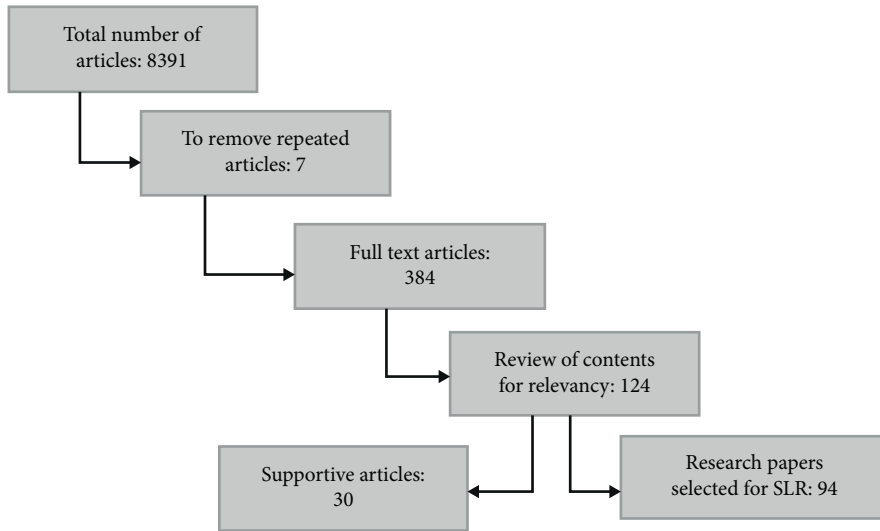 Total number of
articles: 8391
To remove repeated
articles: 7
Full text articles:
384
Review of contents
for relevancy: 124
Supportive articles:
30
Research papers
selected for SLR: 94